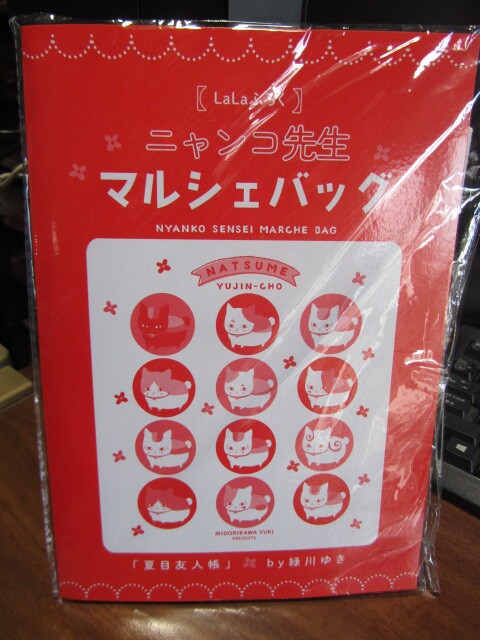 【LaLaふろく】
ニャンコ先生
マルシェバッグ
NYANKO SENSEI MARCHE BAG
NATSUME
YUJIN-CHO
MIDORIKAWA YUKI
PRESENTS
「夏目友人帳」 by緑川ゆき